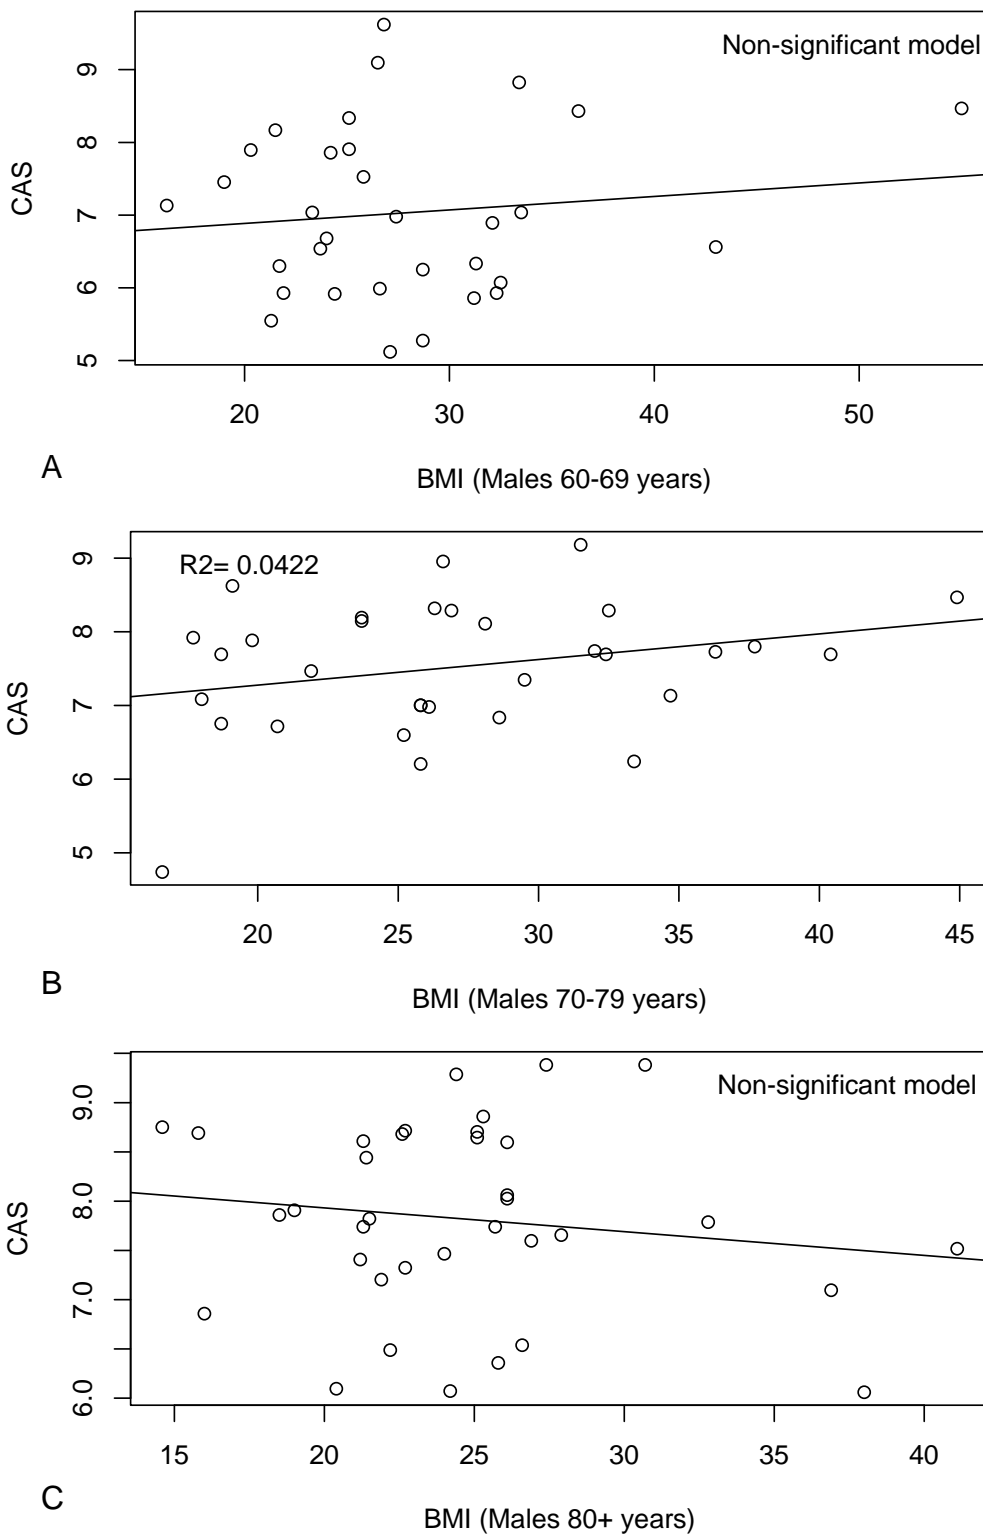 Non-significant model
CAS
9
8
7
6
5
20 30 40 50
A
BMI (Males 60-69 years)
R2= 0.0422
CAS
9
8
7
6
5
20 25 30 35 40 45
B
BMI (Males 70-79 years)
Non-significant model
CAS
9.0
8.0
7.0
6.0
15 20 25 30 35 40
C
BMI (Males 80+ years)